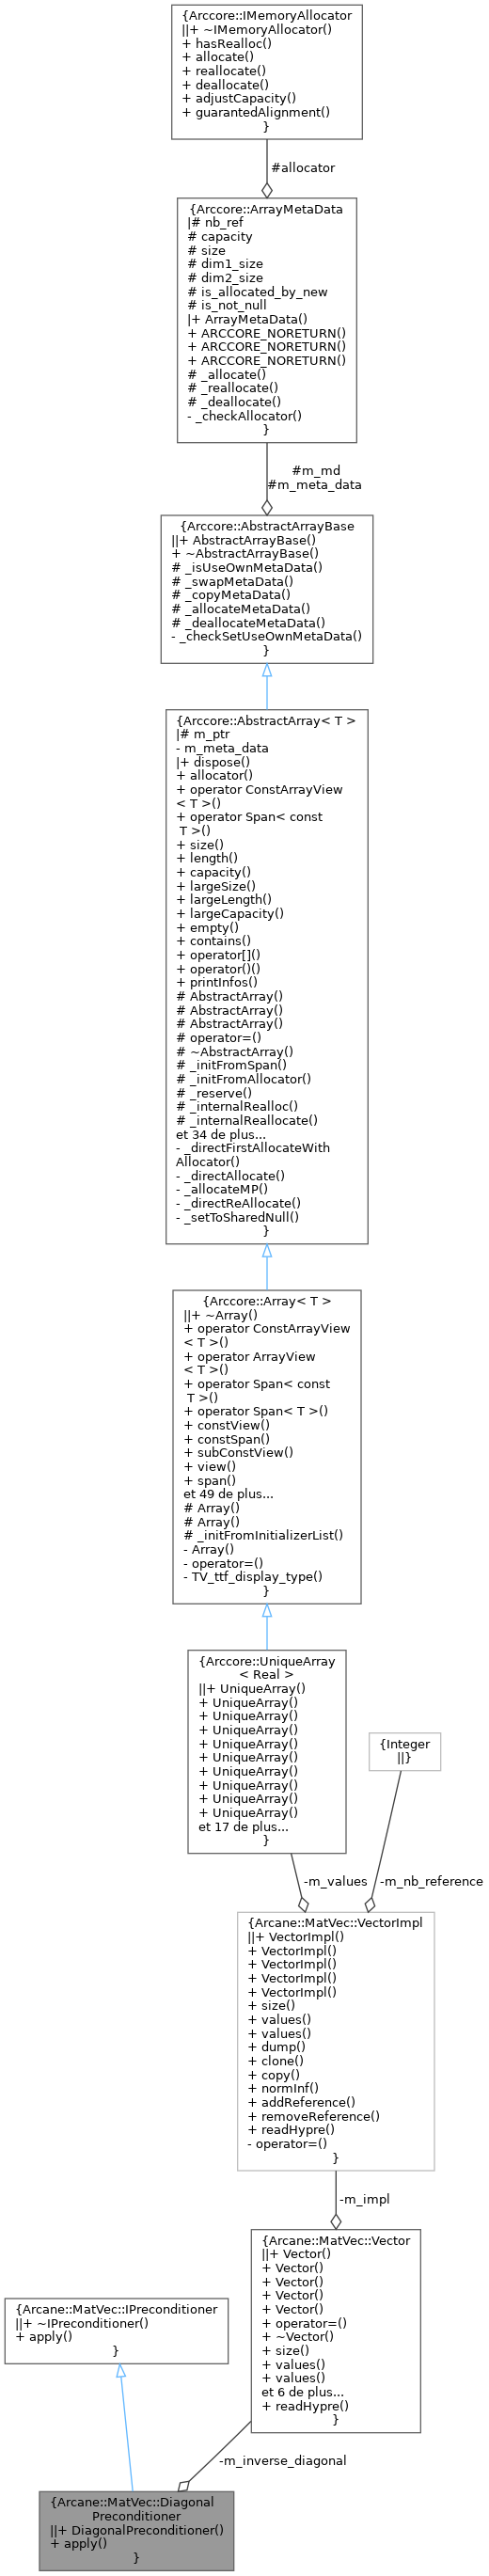 {Arccore::IMemoryAllocator
||+ ~IMemoryAllocator()
+ hasRealloc()
+ allocate()
+ reallocate()
+ deallocate()
+ adjustCapacity()
+ guarantedAlignment()
}
#allocator
{Arccore::ArrayMetaData
|# nb_ref
# capacity
# size
# dim1_size
# dim2_size
# is_allocated_by_new
# is_not_null
|+ ArrayMetaData()
+ ARCCORE_NORETURN()
+ ARCCORE_NORETURN()
+ ARCCORE_NORETURN()
# _allocate()
# _reallocate()
# _deallocate()
- _checkAllocator()
}
#m_md
#m_meta_data
{Arccore::AbstractArrayBase
||+ AbstractArrayBase()
+ ~AbstractArrayBase()
# _isUseOwnMetaData()
# _swapMetaData()
# _copyMetaData()
# _allocateMetaData()
# _deallocateMetaData()
- _checkSetUseOwnMetaData()
}
{Arccore::AbstractArray< T >
|# m_ptr
- m_meta_data
|+ dispose()
+ allocator()
+ operator ConstArrayView
< T >()
+ operator Span< const
T >()
+ size()
+ length()
+ capacity()
+ largeSize()
+ largeLength()
+ largeCapacity()
+ empty()
+ contains()
+ operator[]()
+ operator()()
+ printInfos()
# AbstractArray()
# AbstractArray()
# AbstractArray()
# operator=()
# ~AbstractArray()
# _initFromSpan()
# _initFromAllocator()
# _reserve()
# _internalRealloc()
# _internalReallocate()
et 34 de plus...
- _directFirstAllocateWith
Allocator()
- _directAllocate()
- _allocateMP()
- _directReAllocate()
- _setToSharedNull()
}
{Arccore::Array< T >
||+ ~Array()
+ operator ConstArrayView
< T >()
+ operator ArrayView
< T >()
+ operator Span< const
T >()
+ operator Span< T >()
+ constView()
+ constSpan()
+ subConstView()
+ view()
+ span()
et 49 de plus...
# Array()
# Array()
# _initFromInitializerList()
- Array()
- operator=()
- TV_ttf_display_type()
}
{Arccore::UniqueArray
< Real >
||+ UniqueArray()
+ UniqueArray()
+ UniqueArray()
+ UniqueArray()
+ UniqueArray()
+ UniqueArray()
+ UniqueArray()
+ UniqueArray()
+ UniqueArray()
+ UniqueArray()
et 17 de plus...
}
{Integer
||}
-m_values
-m_nb_reference
{Arcane::MatVec::VectorImpl
||+ VectorImpl()
+ VectorImpl()
+ VectorImpl()
+ VectorImpl()
+ VectorImpl()
+ size()
+ values()
+ values()
+ dump()
+ clone()
+ copy()
+ normInf()
+ addReference()
+ removeReference()
+ readHypre()
- operator=()
}
-m_impl
{Arcane::MatVec::Vector
||+ Vector()
+ Vector()
+ Vector()
+ Vector()
+ Vector()
+ operator=()
+ ~Vector()
+ size()
+ values()
+ values()
et 6 de plus...
+ readHypre()
}
{Arcane::MatVec::IPreconditioner
||+ ~IPreconditioner()
+ apply()
}
-m_inverse_diagonal
{Arcane::MatVec::Diagonal
Preconditioner
||+ DiagonalPreconditioner()
+ apply()
}